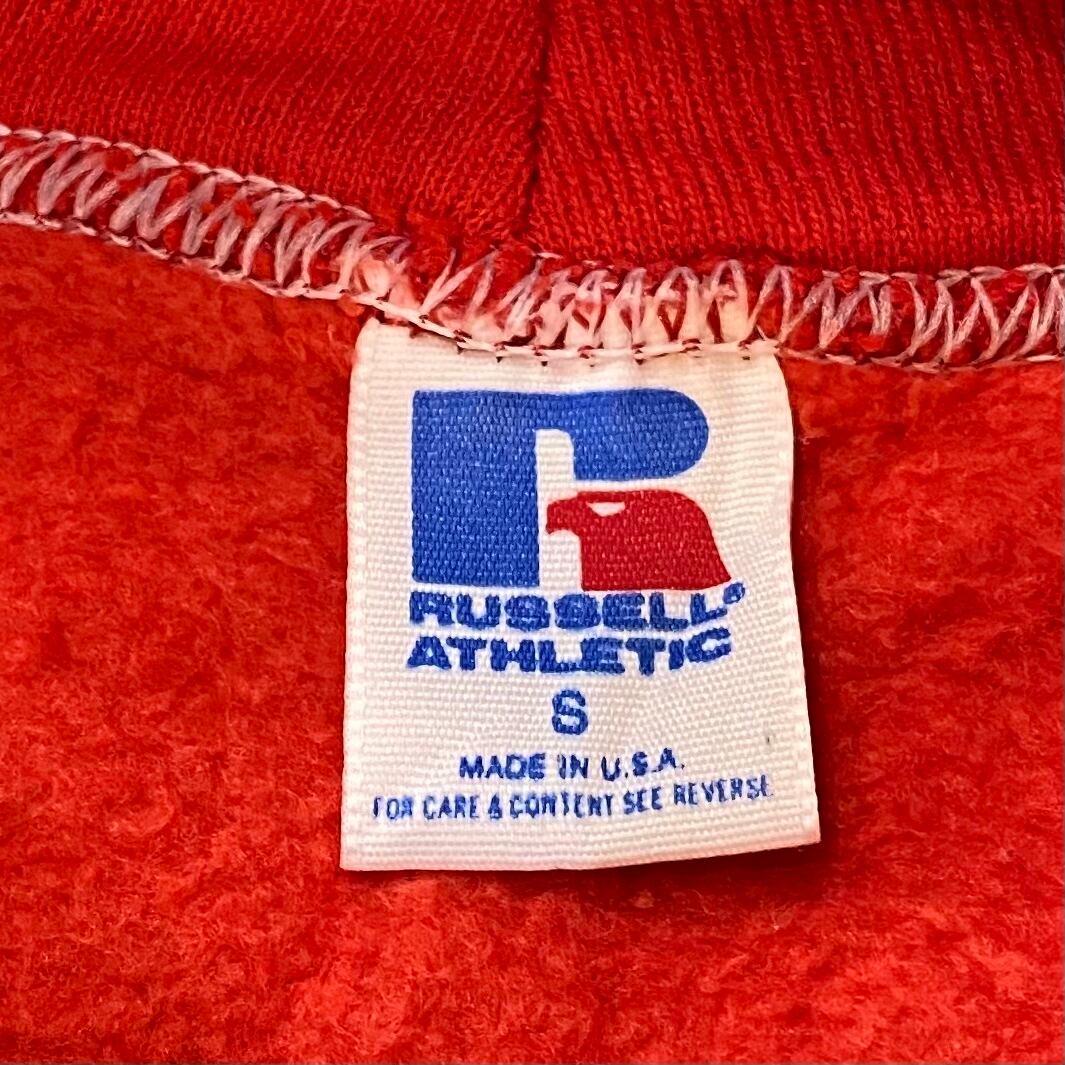 RUSSELL®
ATHLETIC
S
MADE IN U.S.A.
FOR CARE & CONTENT SEE REVERSE